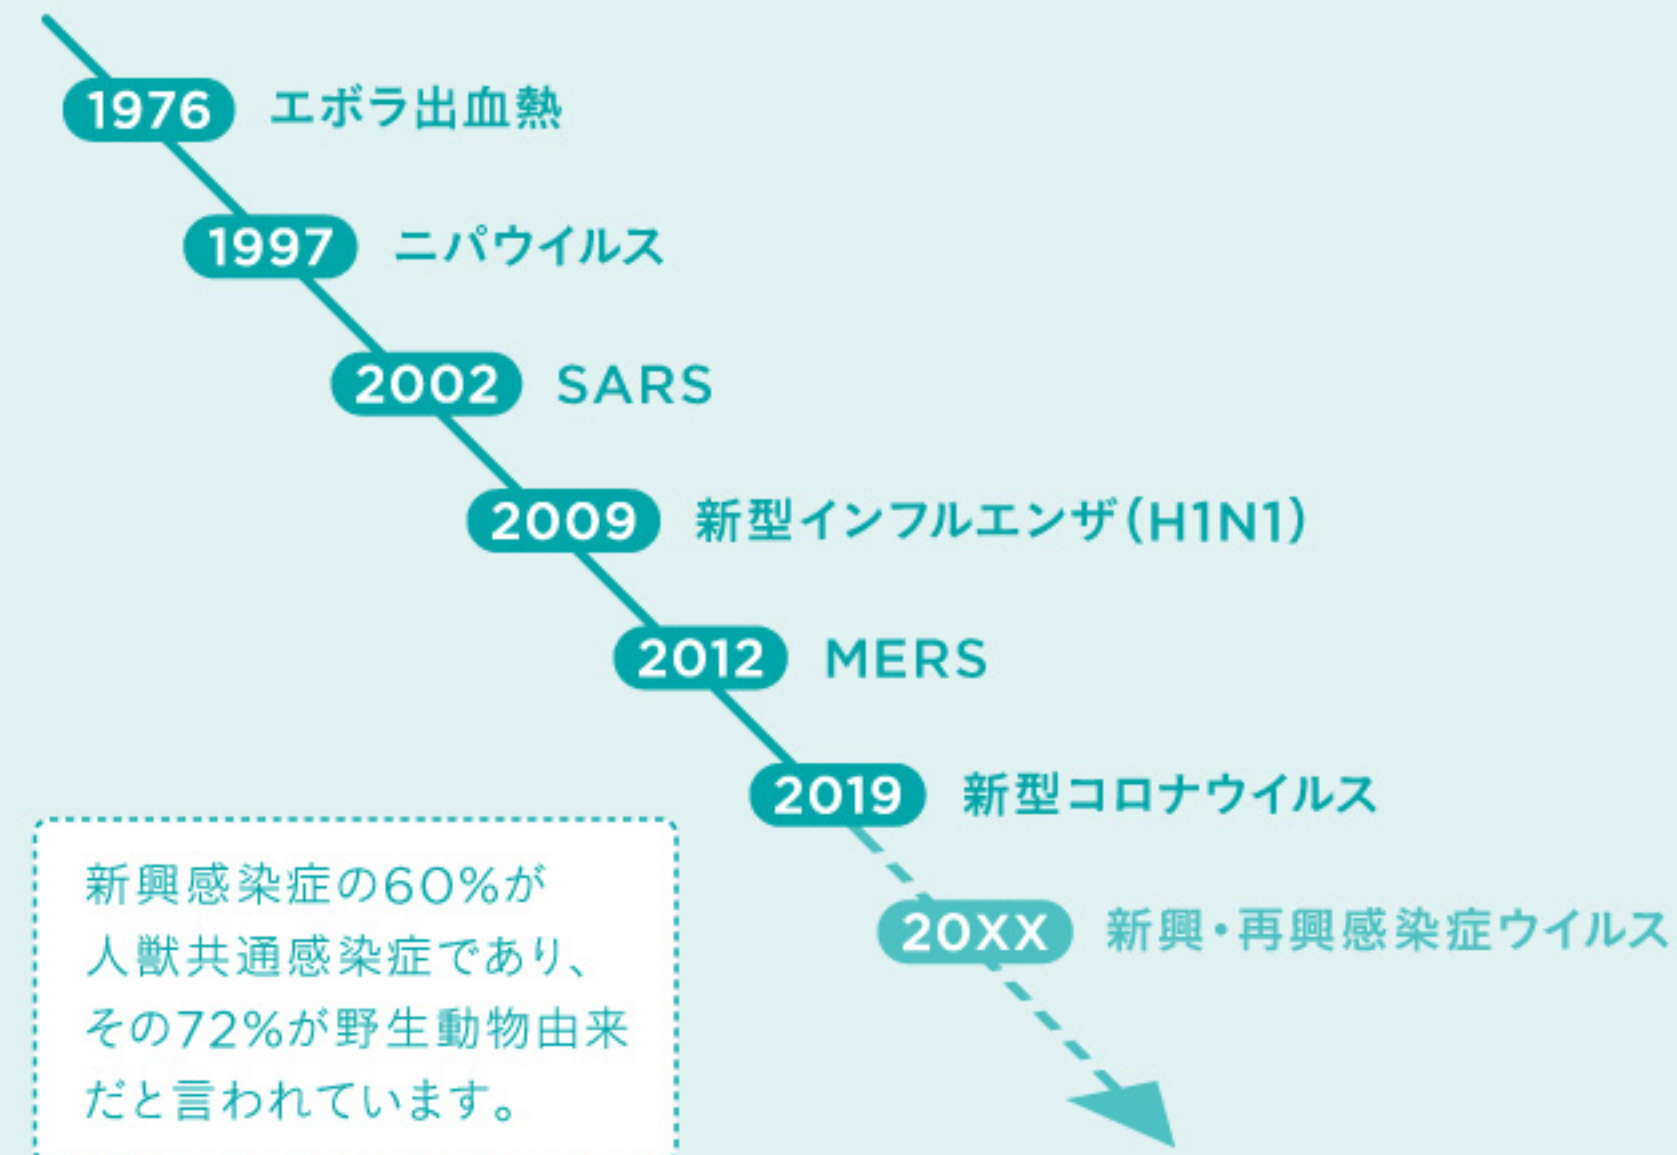 1976 エボラ出血熱
1997 ニパウイルス
2002 SARS
2009 新型インフルエンザ(H1N1)
2012 MERS
2019 新型コロナウイルス
20XX 新興・再興感染症ウイルス
新興感染症の60%が
人獣共通感染症であり、
その72%が野生動物由来
だと言われています。